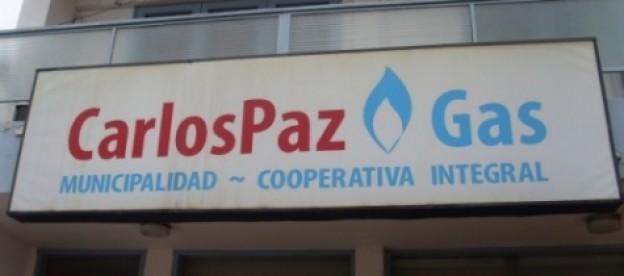 CarlosPaz Gas
MUNICIPALIDAD ~ COOPERATIVA INTEGRAL